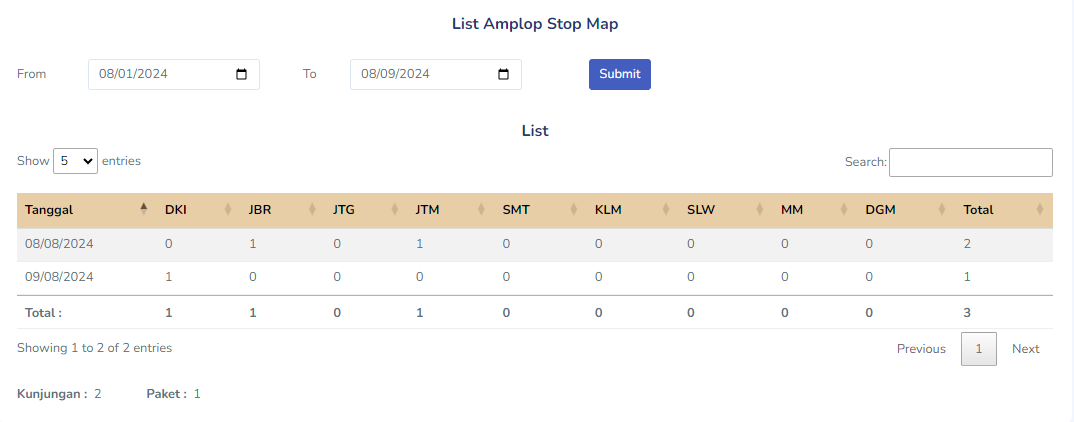 List Amplop Stop Map
From 08/01/2024 To 08/09/2024 Submit
List
Show 5 entries Search:
Tanggal DKI JBR JTG JTM SMT KLM SLW MM DGM Total
08/08/2024 0 1 0 1 0 0 0 0 0 2
09/08/2024 1 0 0 0 0 0 0 0 0 1
Total : 1 1 0 1 0 0 0 0 0 3
Showing 1 to 2 of 2 entries Previous 1 Next
Kunjungan : 2 Paket : 1